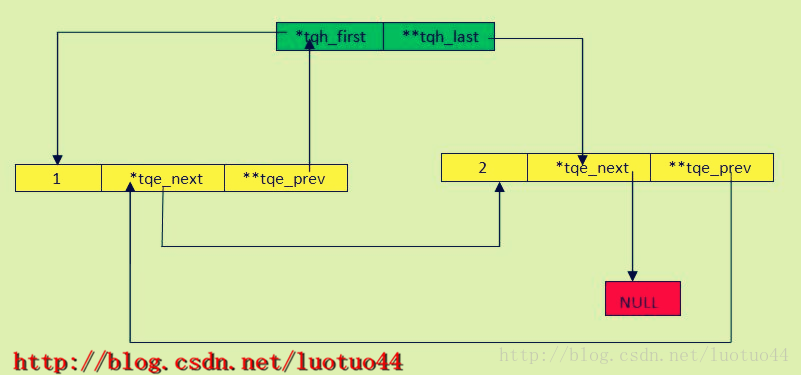 *tqh_first **tqh_last
1 *tqe_next **tqe_prev
2 *tqe_next **tqe_prev
NULL
http://blog.csdn.net/luotuo44
http://blog.csdn.net/luotuo44